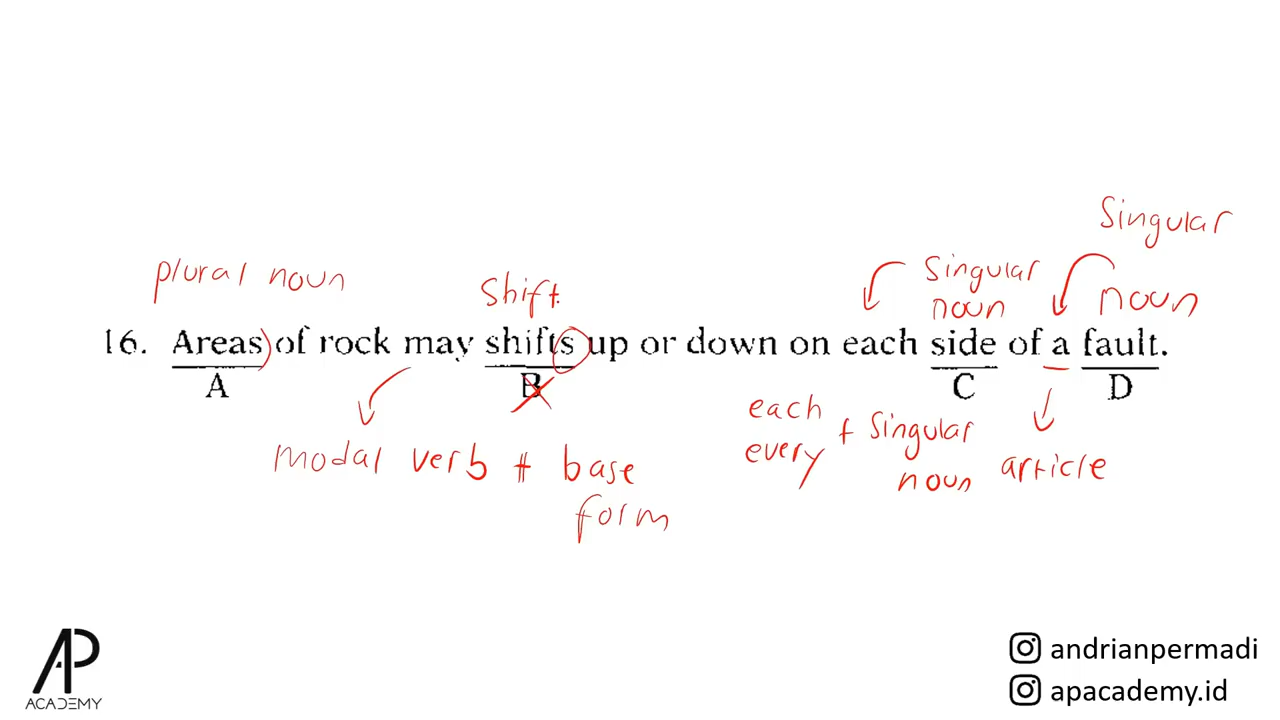 Singular
noun
plural noun
Shift
Singular
noun
16. Areas of rock may shifts up or down on each side of a fault.
A B C D
each
every + Singular
noun
article
modal verb + base
form
AP
ACADEMY
andrianpermadi
apacademy.id